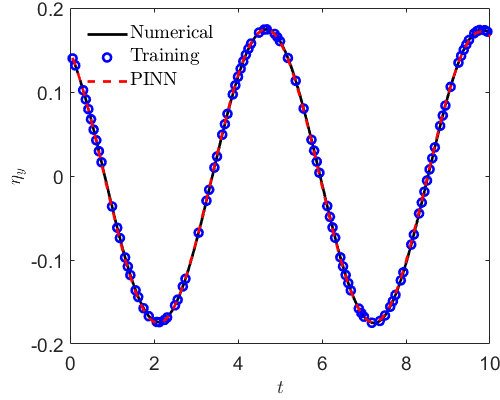 0.2
Numerical
Training
PINN
0.1
0
-0.1
-0.2
η_y
0 2 4 6 8 10
t